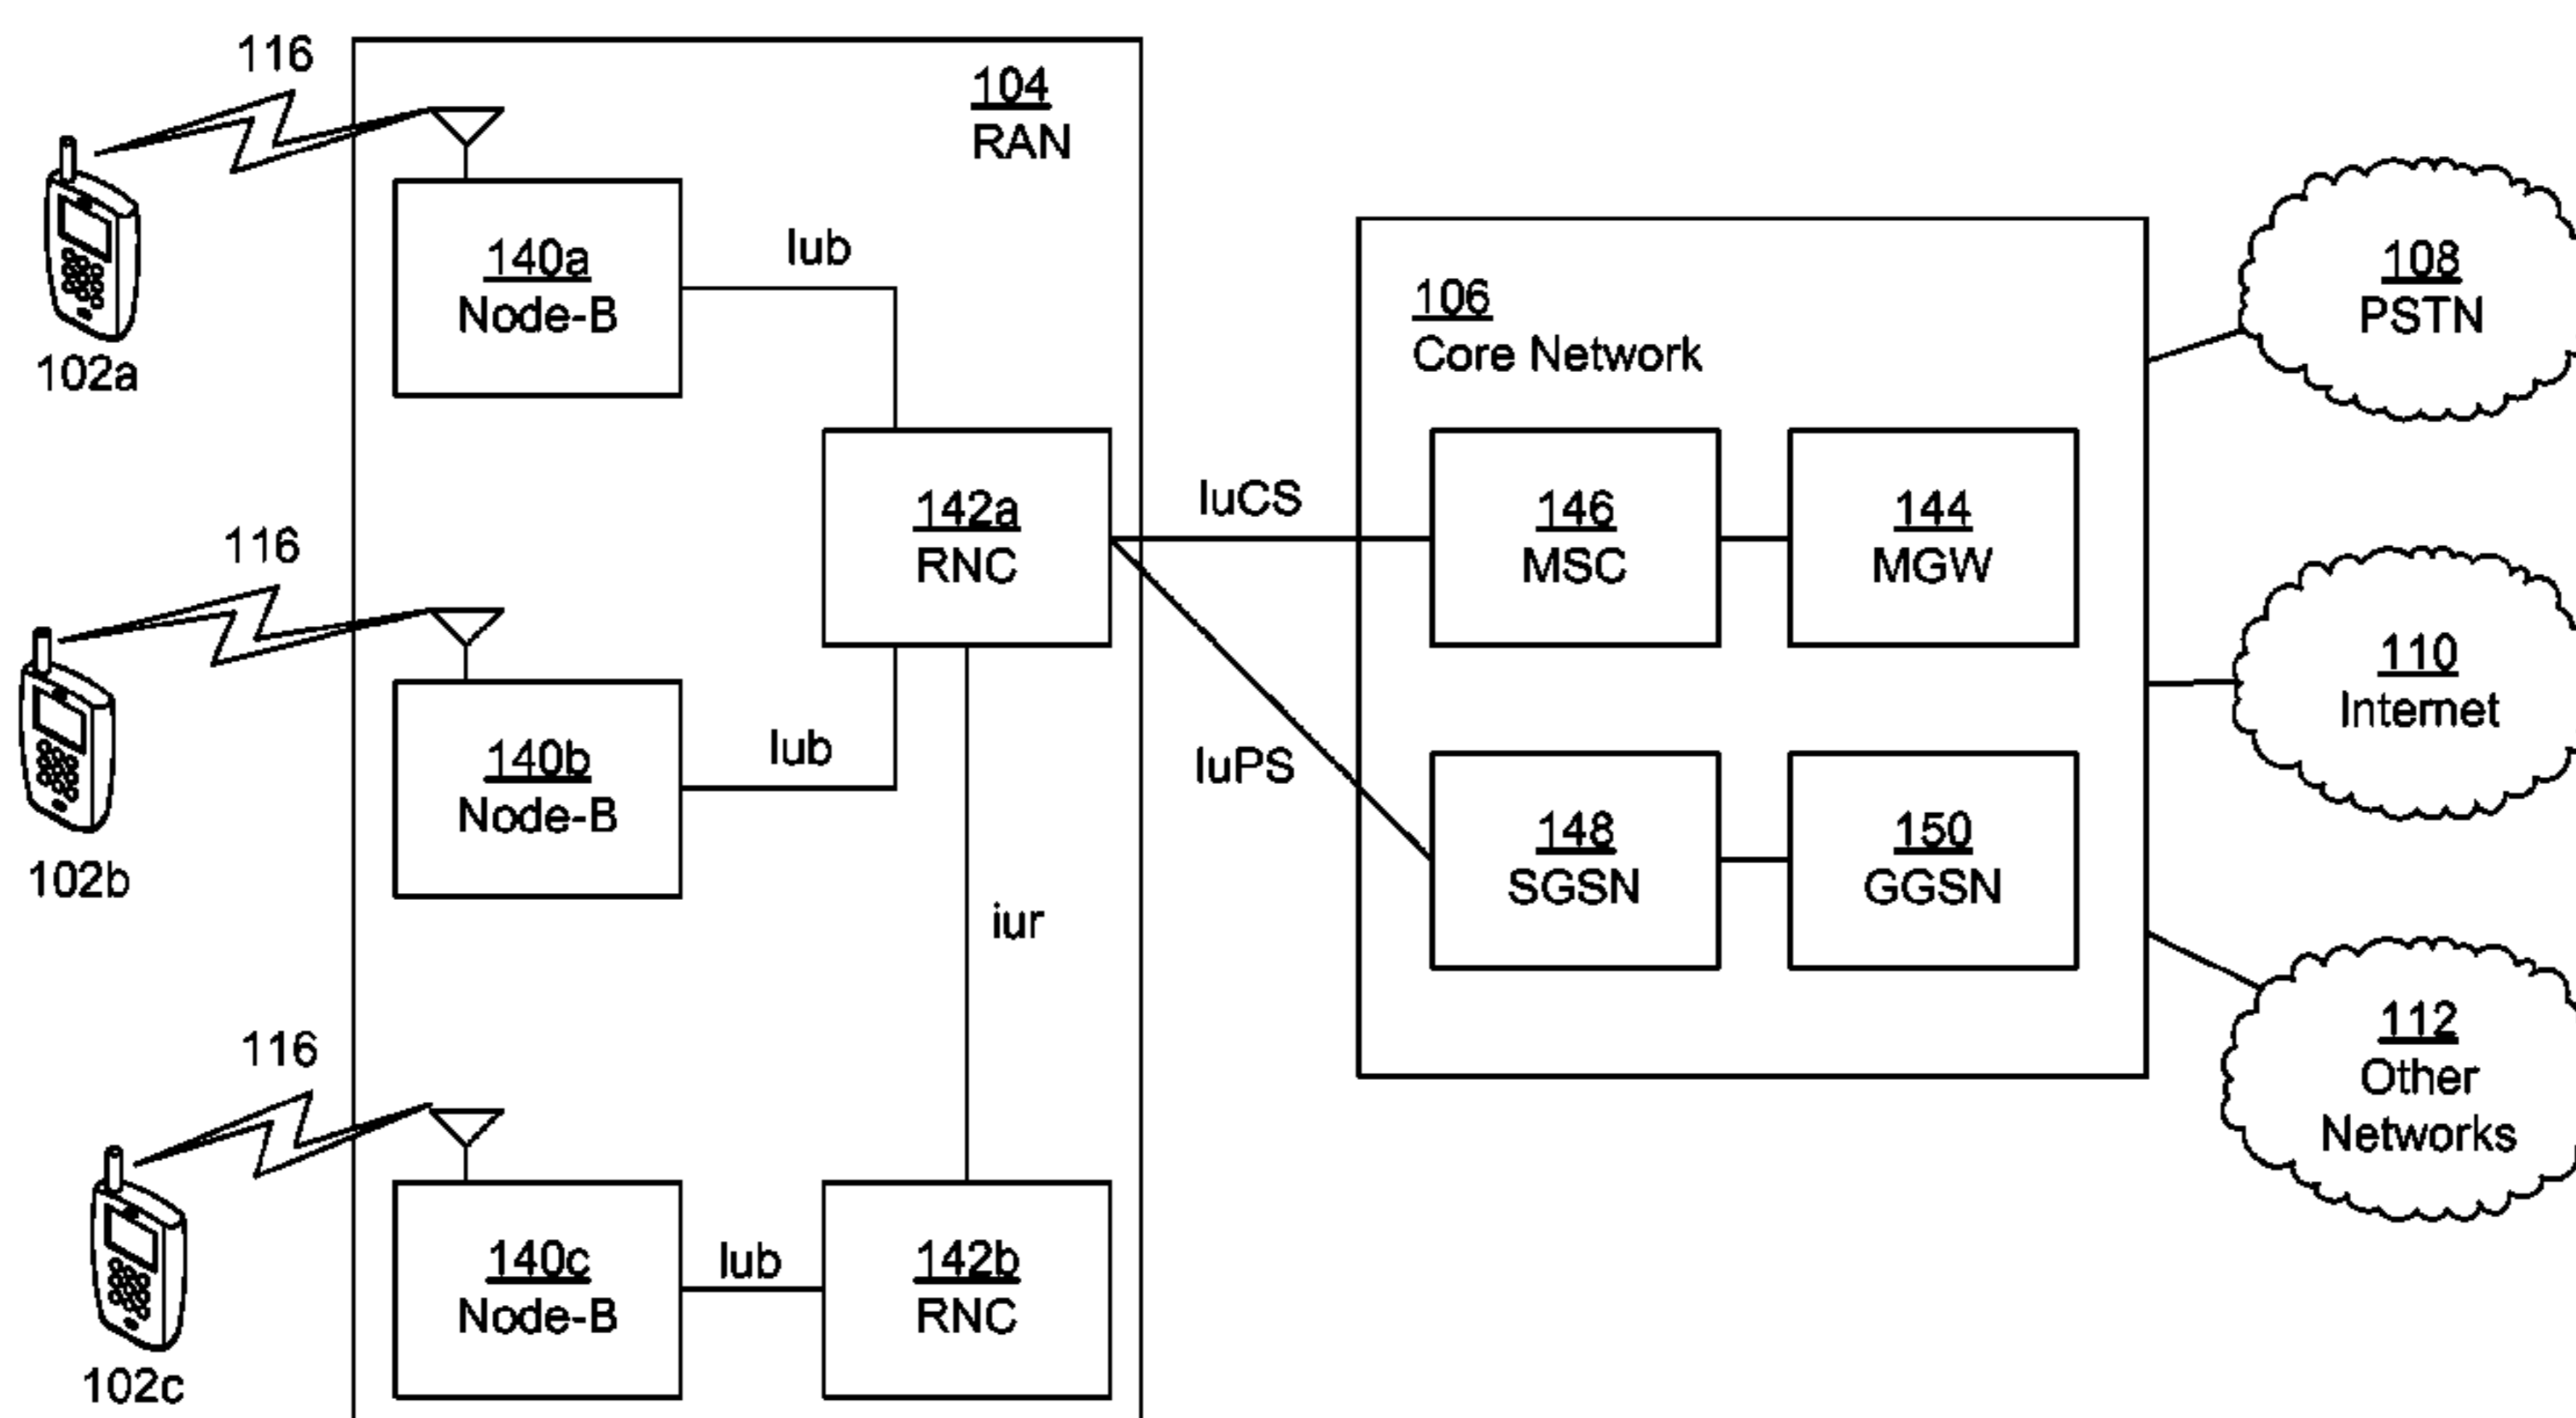 116
104
RAN
102a
140a
Node-B
Iub
142a
RNC
116
102b
140b
Node-B
Iub
iur
116
102c
140c
Node-B
Iub
142b
RNC
IuCS
IuPS
106
Core Network
146
MSC
144
MGW
148
SGSN
150
GGSN
108
PSTN
110
Internet
112
Other
Networks